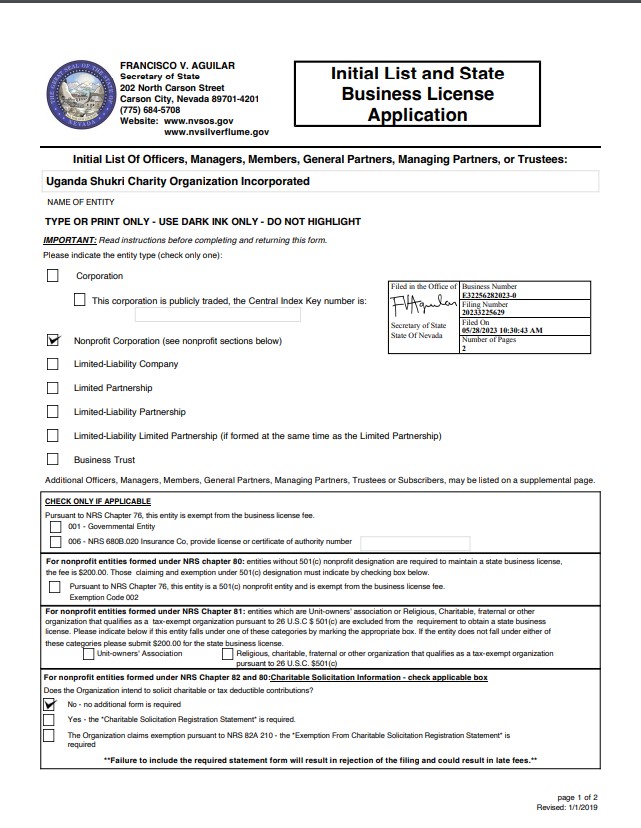 FRANCISCO V. AGUILAR
Secretary of State
202 North Carson Street
Carson City, Nevada 89701-4201
(775) 684-5708
Website: www.nvsos.gov
www.nvsilverflume.gov
Initial List and State
Business License
Application
Initial List Of Officers, Managers, Members, General Partners, Managing Partners, or Trustees:
Uganda Shukri Charity Organization Incorporated
NAME OF ENTITY
TYPE OR PRINT ONLY - USE DARK INK ONLY - DO NOT HIGHLIGHT
IMPORTANT: Read instructions before completing and returning this form.
Please indicate the entity type (check only one):
Corporation
This corporation is publicly traded, the Central Index Key number is:
Filed in the Office of
Secretary of State
State Of Nevada
Business Number
E32256282023-0
Filing Number
20233225629
Filed On
05/28/2023 10:30:43 AM
Number of Pages
2
Nonprofit Corporation (see nonprofit sections below)
Limited-Liability Company
Limited Partnership
Limited-Liability Partnership
Limited-Liability Limited Partnership (if formed at the same time as the Limited Partnership)
Business Trust
Additional Officers, Managers, Members, General Partners, Managing Partners, Trustees or Subscribers, may be listed on a supplemental page.
CHECK ONLY IF APPLICABLE
Pursuant to NRS Chapter 76, this entity is exempt from the business license fee.
001 - Governmental Entity
006 - NRS 680B.020 Insurance Co, provide license or certificate of authority number
For nonprofit entities formed under NRS chapter 80: entities without 501(c) nonprofit designation are required to maintain a state business license,
the fee is $200.00. Those claiming and exemption under 501(c) designation must indicate by checking box below.
Pursuant to NRS Chapter 76, this entity is a 501(c) nonprofit entity and is exempt from the business license fee.
Exemption Code 002
For nonprofit entities formed under NRS Chapter 81: entities which are Unit-owners' association or Religious, Charitable, fraternal or other
organization that qualifies as a tax-exempt organization pursuant to 26 U.S.C $ 501(c) are excluded from the requirement to obtain a state business
license. Please indicate below if this entity falls under one of these categories by marking the appropriate box. If the entity does not fall under either of
these categories please submit $200.00 for the state business license.
Unit-owners' Association
Religious, charitable, fraternal or other organization that qualifies as a tax-exempt organization
pursuant to 26 U.S.C. $501(c)
For nonprofit entities formed under NRS Chapter 82 and 80:Charitable Solicitation Information - check applicable box
Does the Organization intend to solicit charitable or tax deductible contributions?
No - no additional form is required
Yes - the *Charitable Solicitation Registration Statement* is required.
The Organization claims exemption pursuant to NRS 82A 210 - the *Exemption From Charitable Solicitation Registration Statement* is
required
**Failure to include the required statement form will result in rejection of the filing and could result in late fees.**
page 1 of 2
Revised: 1/1/2019